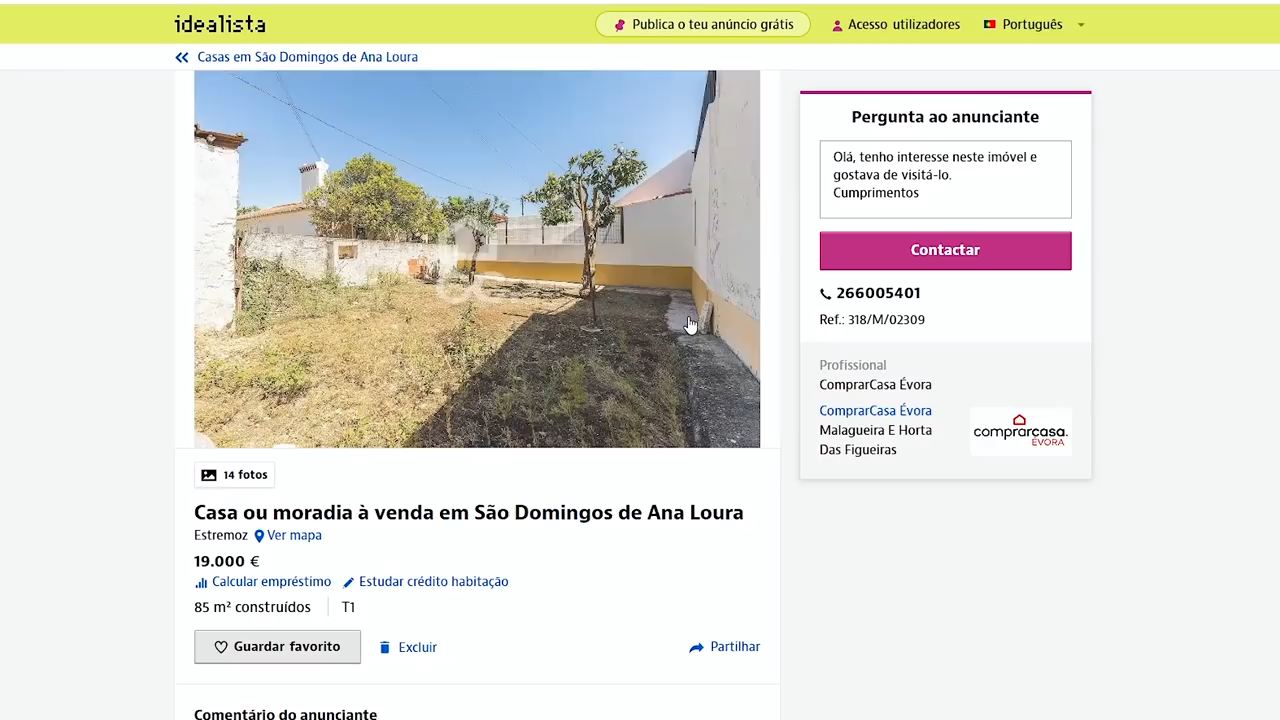 idealista
Publica o teu anúncio grátis
Acesso utilizadores
Português
Casas em São Domingos de Ana Loura
Pergunta ao anunciante
Olá, tenho interesse neste imóvel e
gostava de visitá-lo.
Cumprimentos
Contactar
266005401
Ref.: 318/M/02309
Profissional
ComprarCasa Évora
ComprarCasa Évora
Malagueira E Horta
Das Figueiras
comprarcasa.
ÉVORA
14 fotos
Casa ou moradia à venda em São Domingos de Ana Loura
Estremoz Ver mapa
19.000 €
Calcular empréstimo Estudar crédito habitação
85 m² construídos T1
Guardar favorito Excluir Partilhar
Comentário do anunciante